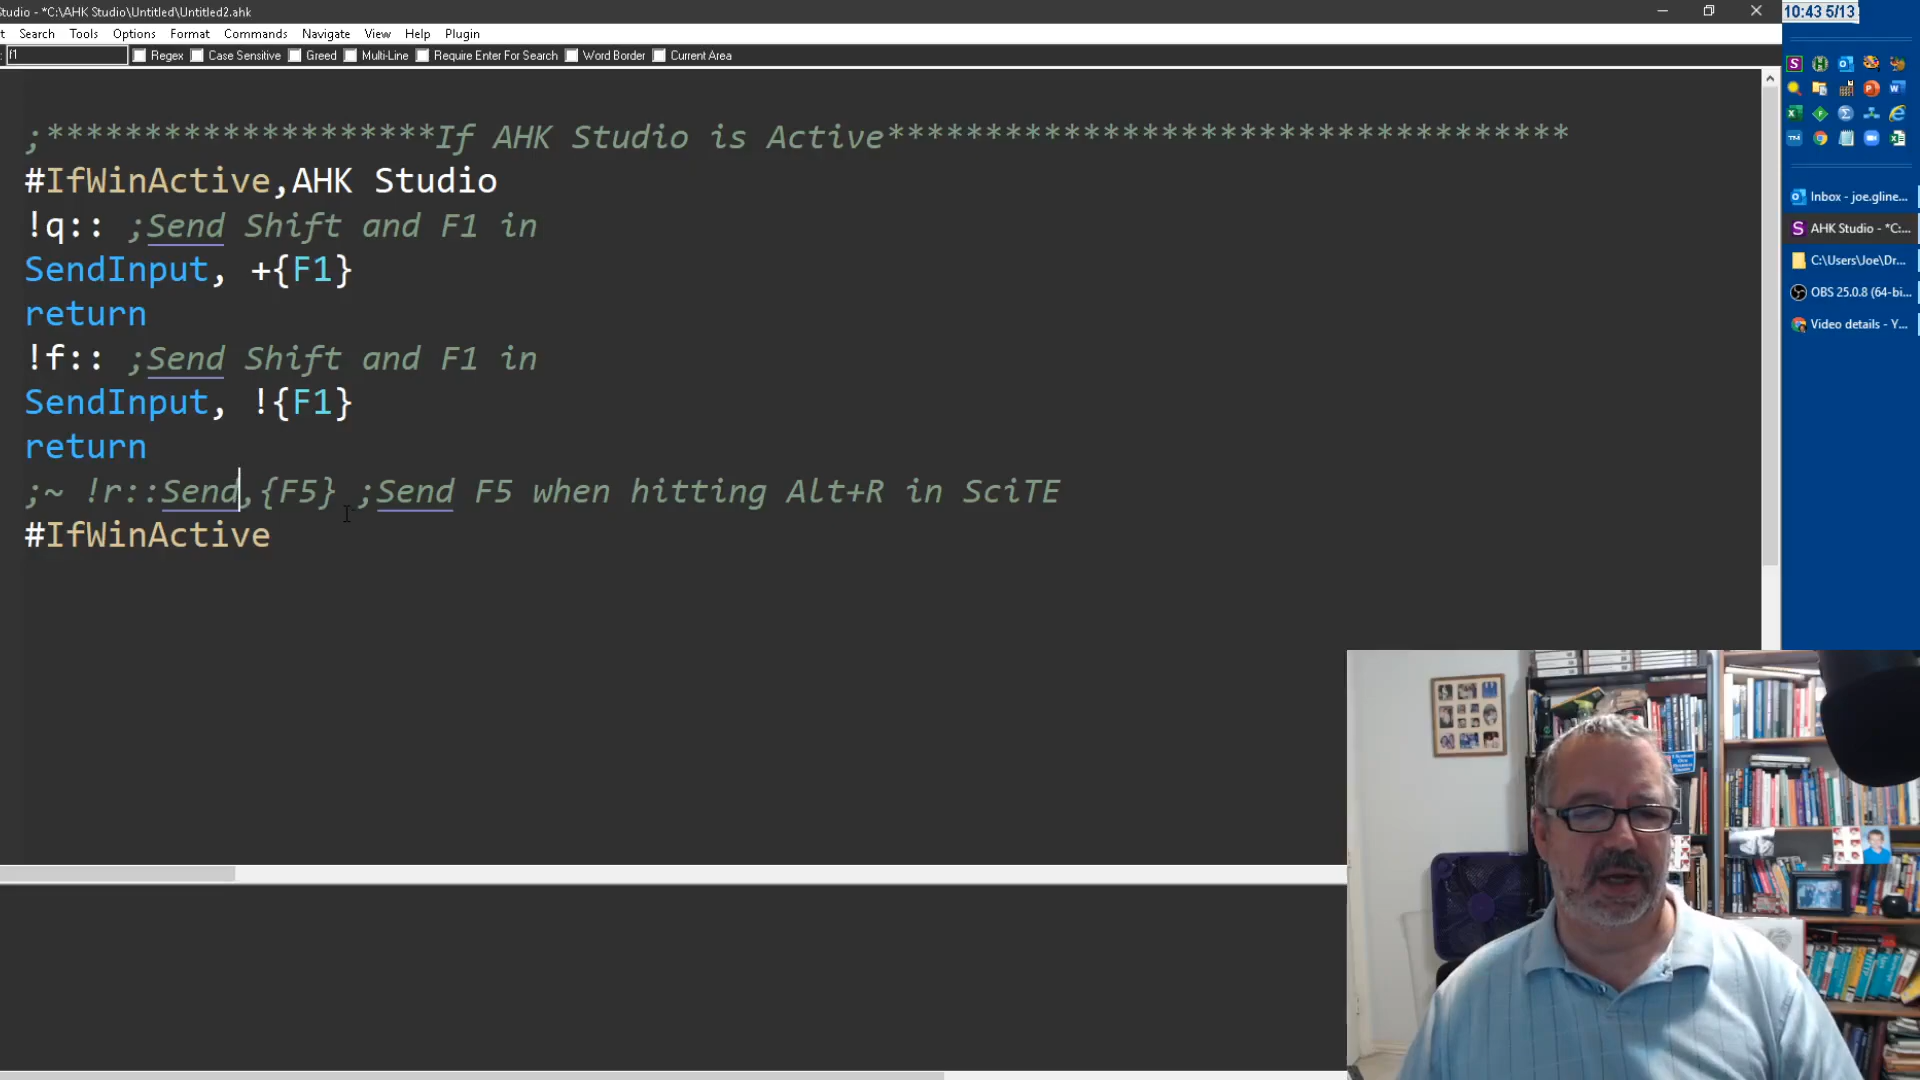 Studio - *C:\AHK Studio\Untitled\Untitled2.ahk
10:43 5/13
t Search Tools Options Format Commands Navigate View Help Plugin
: f1 Regex Case Sensitive Greed Multi-Line Require Enter For Search Word Border Current Area
;********************If AHK Studio is Active***********************************
#IfWinActive,AHK Studio
!q:: ;Send Shift and F1 in
SendInput, +{F1}
return
!f:: ;Send Shift and F1 in
SendInput, !{F1}
return
;~ !r::Send,{F5} ;Send F5 when hitting Alt+R in SciTE
#IfWinActive
Inbox - joe.gline...
AHK Studio - *C:...
C:\Users\Joe\Dr...
OBS 25.0.8 (64-bi...
Video details - Y...